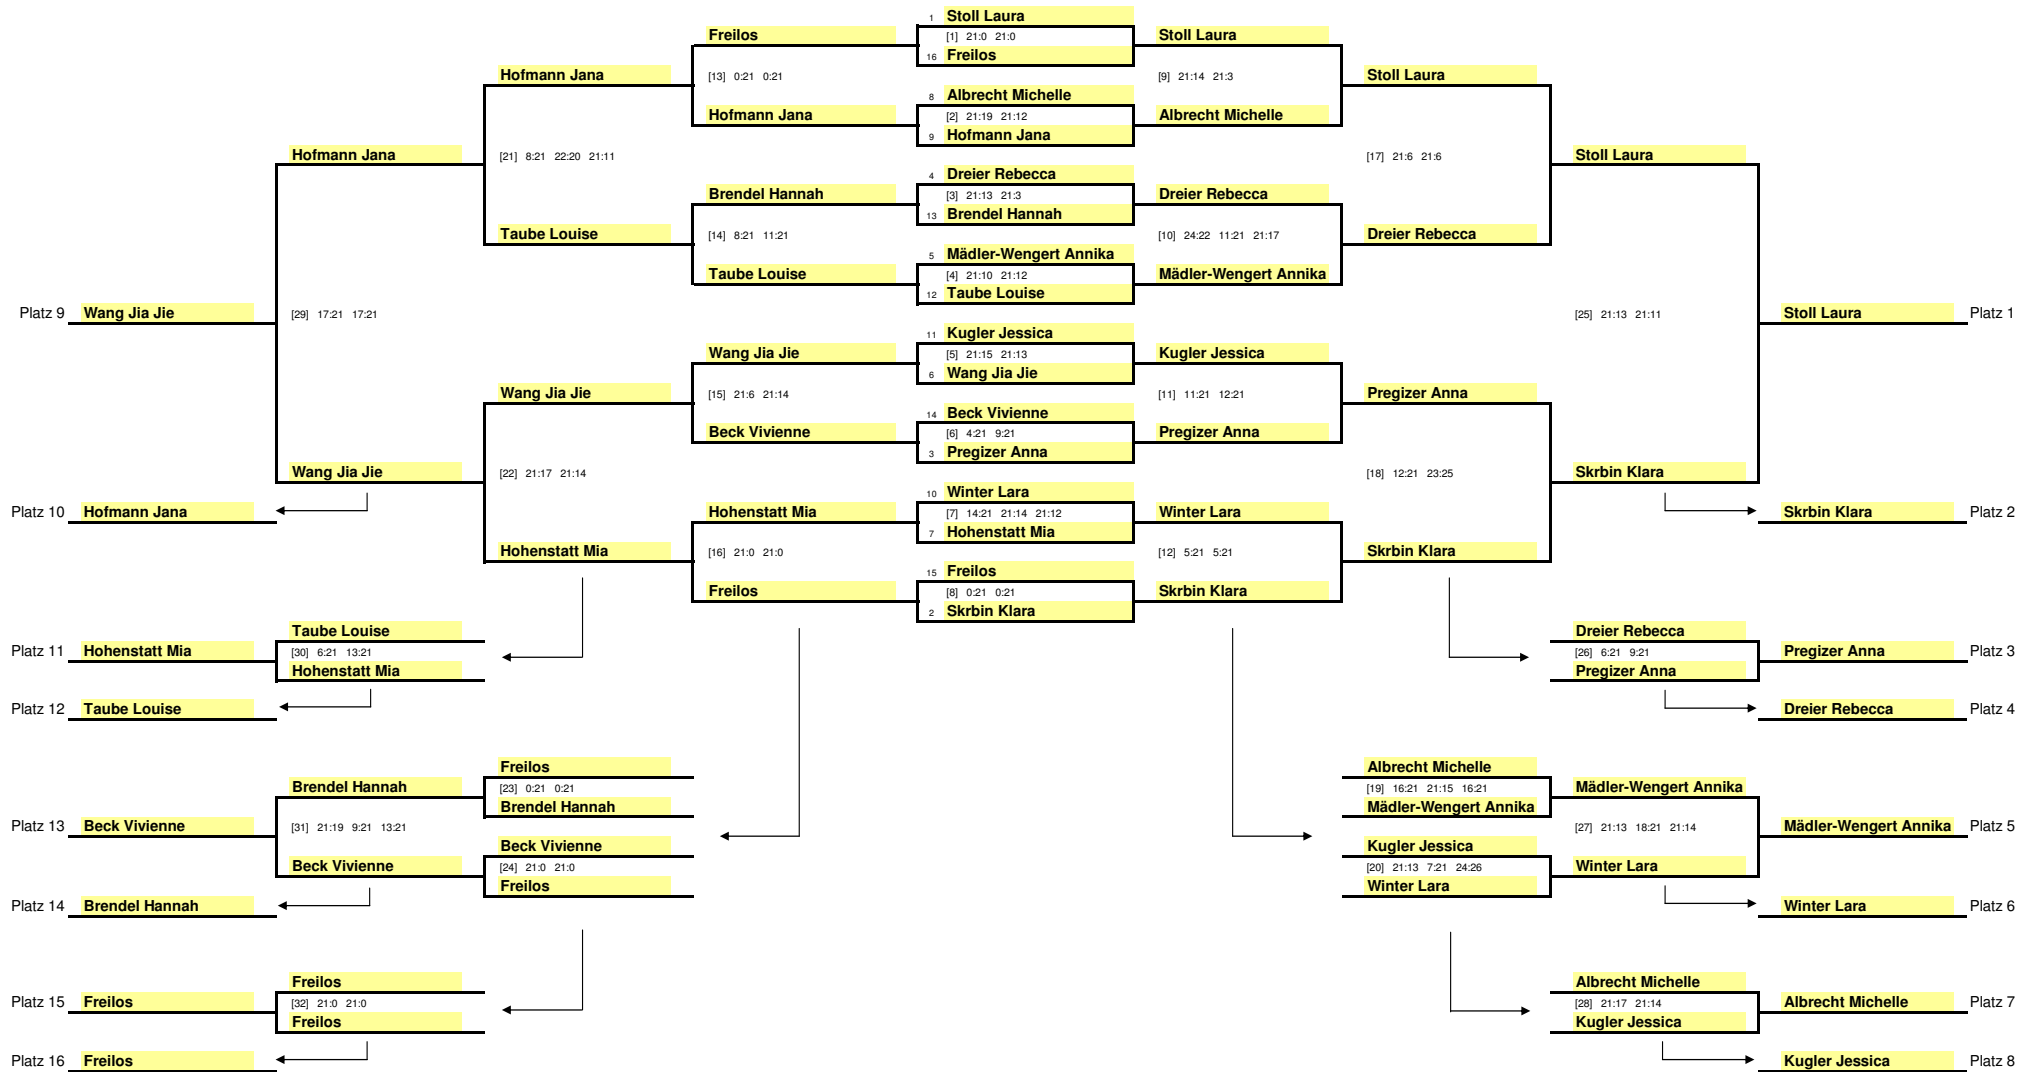 1 Stoll Laura
Freilos [1] 21:0 21:0 Stoll Laura
16 Freilos
Hofmann Jana [13] 0:21 0:21 [9] 21:14 21:3 Stoll Laura
8 Albrecht Michelle
Hofmann Jana [2] 21:19 21:12 Albrecht Michelle
9 Hofmann Jana
Hofmann Jana [21] 8:21 22:20 21:11 [17] 21:6 21:6 Stoll Laura
4 Dreier Rebecca
Brendel Hannah [3] 21:13 21:3 Dreier Rebecca
13 Brendel Hannah
Taube Louise [14] 8:21 11:21 [10] 24:22 11:21 21:17 Dreier Rebecca
5 Mädler-Wengert Annika
Taube Louise [4] 21:10 21:12 Mädler-Wengert Annika
12 Taube Louise
Platz 9 Wang Jia Jie [29] 17:21 17:21 [25] 21:13 21:11 Stoll Laura Platz 1
11 Kugler Jessica
Wang Jia Jie [5] 21:15 21:13 Kugler Jessica
6 Wang Jia Jie
Wang Jia Jie [15] 21:6 21:14 [11] 11:21 12:21 Pregizer Anna
14 Beck Vivienne
Beck Vivienne [6] 4:21 9:21 Pregizer Anna
3 Pregizer Anna
Wang Jia Jie [22] 21:17 21:14 [18] 12:21 23:25 Skrbin Klara
10 Winter Lara
Platz 10 Hofmann Jana Hohenstatt Mia [7] 14:21 21:14 21:12 Winter Lara Skrbin Klara Platz 2
7 Hohenstatt Mia
Hohenstatt Mia [16] 21:0 21:0 [12] 5:21 5:21 Skrbin Klara
15 Freilos
Freilos [8] 0:21 0:21 Skrbin Klara
2 Skrbin Klara
Taube Louise Dreier Rebecca
Platz 11 Hohenstatt Mia [30] 6:21 13:21 [26] 6:21 9:21 Pregizer Anna Platz 3
Hohenstatt Mia Pregizer Anna
Platz 12 Taube Louise Dreier Rebecca Platz 4
Freilos Albrecht Michelle
Brendel Hannah [23] 0:21 0:21 [19] 16:21 21:15 16:21 Mädler-Wengert Annika
Brendel Hannah Mädler-Wengert Annika
Platz 13 Beck Vivienne [31] 21:19 9:21 13:21 [27] 21:13 18:21 21:14 Mädler-Wengert Annika Platz 5
Beck Vivienne Kugler Jessica
Beck Vivienne [24] 21:0 21:0 [20] 21:13 7:21 24:26 Winter Lara
Freilos Winter Lara
Platz 14 Brendel Hannah Winter Lara Platz 6
Freilos Albrecht Michelle
Platz 15 Freilos [32] 21:0 21:0 [28] 21:17 21:14 Albrecht Michelle Platz 7
Freilos Kugler Jessica
Platz 16 Freilos Kugler Jessica Platz 8